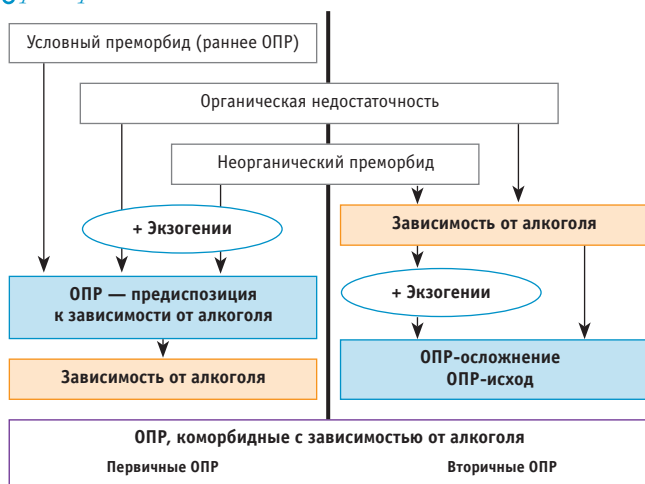 Условный преморбид (раннее ОПР)
Органическая недостаточность
Неорганический преморбид
+ Экзогении
Зависимость от алкоголя
+ Экзогении
ОПР — предиспозиция
к зависимости от алкоголя
ОПР-осложнение
ОПР-исход
Зависимость от алкоголя
ОПР, коморбидные с зависимостью от алкоголя
Первичные ОПР
Вторичные ОПР